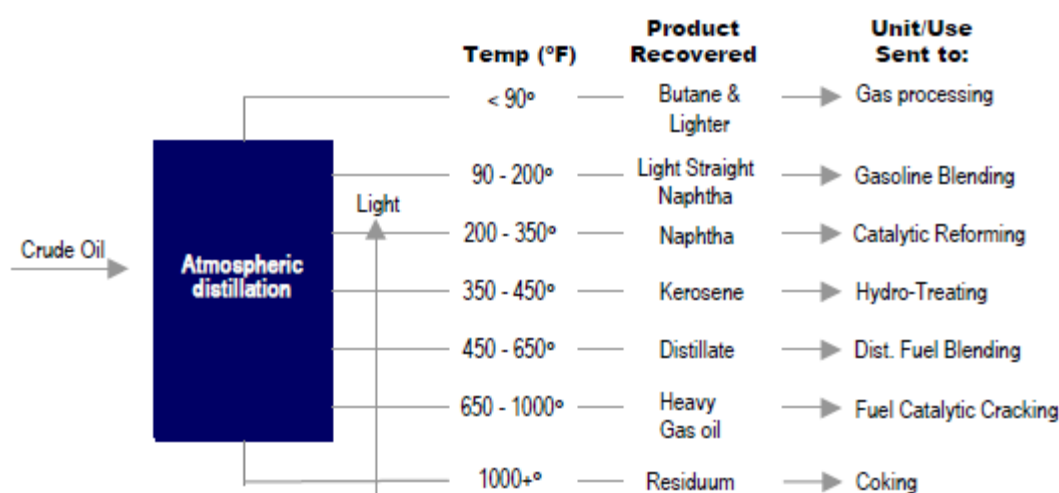 Product
Recovered
Unit/Use
Sent to:
Temp (°F)
< 90°
Butane &
Lighter
Gas processing
90 - 200°
Light Straight
Naphtha
Gasoline Blending
Light
200 - 350°
Naphtha
Catalytic Reforming
Crude Oil
Atmospheric
distillation
350 - 450°
Kerosene
Hydro-Treating
450 - 650°
Distillate
Dist. Fuel Blending
650 - 1000°
Heavy
Gas oil
Fuel Catalytic Cracking
1000+°
Residuum
Coking